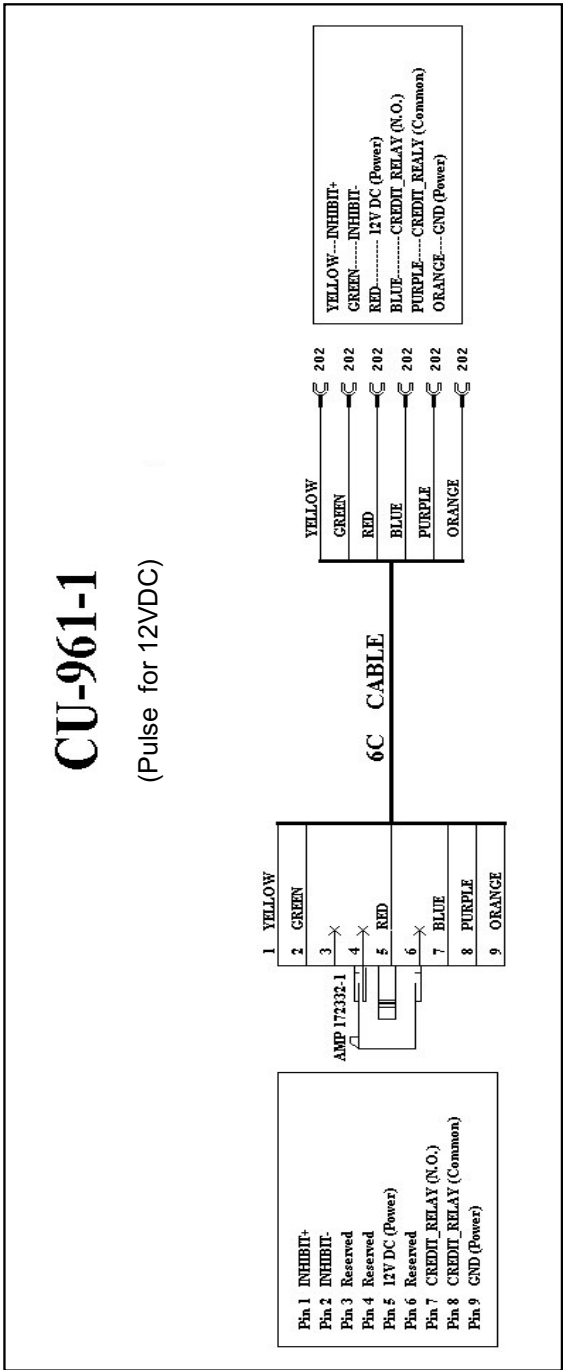 CU-961-1
(Pulse for 12VDC)
Pin 1 INHIBIT+
Pin 2 INHIBIT-
Pin 3 Reserved
Pin 4 Reserved
Pin 5 12V DC (Power)
Pin 6 Reserved
Pin 7 CREDIT_RELAY (N.O.)
Pin 8 CREDIT_RELAY (Common)
Pin 9 GND (Power)
AMP 172332-1
1 YELLOW
2 GREEN
3
4
5 RED
6
7 BLUE
8 PURPLE
9 ORANGE
6C CABLE
YELLOW 202
GREEN 202
RED 202
BLUE 202
PURPLE 202
ORANGE 202
YELLOW---INHIBIT+
GREEN-----INHIBIT-
RED---------- 12V DC (Power)
BLUE--------CREDIT_RELAY (N.O.)
PURPLE-----CREDIT_REALY (Common)
ORANGE----GND (Power)